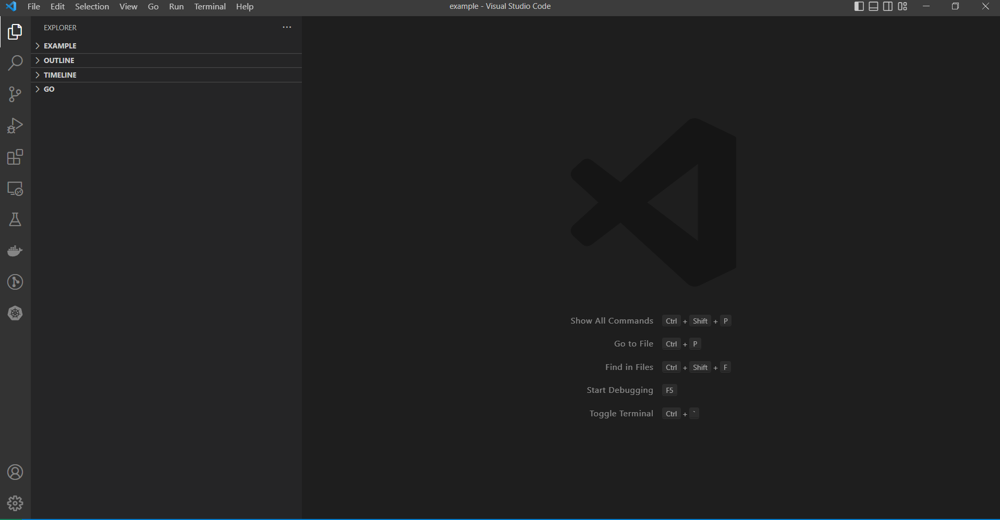 File Edit Selection View Go Run Terminal Help
example - Visual Studio Code
EXPLORER
EXAMPLE
OUTLINE
TIMELINE
GO
Show All Commands Ctrl + Shift + P
Go to File Ctrl + P
Find in Files Ctrl + Shift + F
Start Debugging F5
Toggle Terminal Ctrl + `